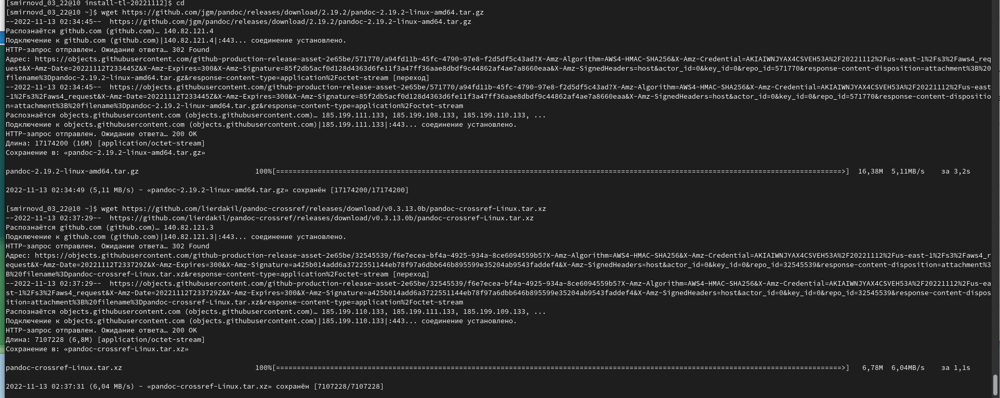 [smirnovd_03_22@10 install-tl-20221112]$ cd
[smirnovd_03_22@10 ~]$ wget https://github.com/jgm/pandoc/releases/download/2.19.2/pandoc-2.19.2-linux-amd64.tar.gz
--2022-11-13 02:34:45--  https://github.com/jgm/pandoc/releases/download/2.19.2/pandoc-2.19.2-linux-amd64.tar.gz
Распознаётся github.com (github.com)… 140.82.121.4
Подключение к github.com (github.com)|140.82.121.4|:443... соединение установлено.
HTTP-запрос отправлен. Ожидание ответа… 302 Found
Адрес: https://objects.githubusercontent.com/github-production-release-asset-2e65be/571770/a94fd11b-45fc-4790-97e8-f2d5df5c43ad?X-Amz-Algorithm=AWS4-HMAC-SHA256&X-Amz-Credential=AKIAIWNJYAX4CSVEH53A%2F20221112%2Fus-east-1%2Fs3%2Faws4_req
uest&X-Amz-Date=20221112T233445Z&X-Amz-Expires=300&X-Amz-Signature=85f2db5acf0d128d4363d6fe11f3a47ff36aae8dbdf9c44862af4ae7a8660eaa&X-Amz-SignedHeaders=host&actor_id=0&key_id=0&repo_id=571770&response-content-disposition=attachment%3B%20
filename%3Dpandoc-2.19.2-linux-amd64.tar.gz&response-content-type=application%2Foctet-stream [переход]
--2022-11-13 02:34:45--  https://objects.githubusercontent.com/github-production-release-asset-2e65be/571770/a94fd11b-45fc-4790-97e8-f2d5df5c43ad?X-Amz-Algorithm=AWS4-HMAC-SHA256&X-Amz-Credential=AKIAIWNJYAX4CSVEH53A%2F20221112%2Fus-east
-1%2Fs3%2Faws4_request&X-Amz-Date=20221112T233445Z&X-Amz-Expires=300&X-Amz-Signature=85f2db5acf0d128d4363d6fe11f3a47ff36aae8dbdf9c44862af4ae7a8660eaa&X-Amz-SignedHeaders=host&actor_id=0&key_id=0&repo_id=571770&response-content-dispositio
n=attachment%3B%20filename%3Dpandoc-2.19.2-linux-amd64.tar.gz&response-content-type=application%2Foctet-stream
Распознаётся objects.githubusercontent.com (objects.githubusercontent.com)… 185.199.111.133, 185.199.108.133, 185.199.110.133, ...
Подключение к objects.githubusercontent.com (objects.githubusercontent.com)|185.199.111.133|:443... соединение установлено.
HTTP-запрос отправлен. Ожидание ответа… 200 OK
Длина: 17174200 (16M) [application/octet-stream]
Сохранение в: «pandoc-2.19.2-linux-amd64.tar.gz»
pandoc-2.19.2-linux-amd64.tar.gz 100%[========================================================================================================================================>] 16,38M 5,11MB/s за 3,2s
2022-11-13 02:34:49 (5,11 MB/s) - «pandoc-2.19.2-linux-amd64.tar.gz» сохранён [17174200/17174200]
[smirnovd_03_22@10 ~]$ wget https://github.com/lierdakil/pandoc-crossref/releases/download/v0.3.13.0b/pandoc-crossref-Linux.tar.xz
--2022-11-13 02:37:29--  https://github.com/lierdakil/pandoc-crossref/releases/download/v0.3.13.0b/pandoc-crossref-Linux.tar.xz
Распознаётся github.com (github.com)… 140.82.121.3
Подключение к github.com (github.com)|140.82.121.3|:443... соединение установлено.
HTTP-запрос отправлен. Ожидание ответа… 302 Found
Адрес: https://objects.githubusercontent.com/github-production-release-asset-2e65be/32545539/f6e7ecea-bf4a-4925-934a-8ce6094559b5?X-Amz-Algorithm=AWS4-HMAC-SHA256&X-Amz-Credential=AKIAIWNJYAX4CSVEH53A%2F20221112%2Fus-east-1%2Fs3%2Faws4_r
equest&X-Amz-Date=20221112T233729Z&X-Amz-Expires=300&X-Amz-Signature=a425b014add6a3722551144eb78f97a6dbb646b895599e35204ab9543faddef4&X-Amz-SignedHeaders=host&actor_id=0&key_id=0&repo_id=32545539&response-content-disposition=attachment%3
B%20filename%3Dpandoc-crossref-Linux.tar.xz&response-content-type=application%2Foctet-stream [переход]
--2022-11-13 02:37:29--  https://objects.githubusercontent.com/github-production-release-asset-2e65be/32545539/f6e7ecea-bf4a-4925-934a-8ce6094559b5?X-Amz-Algorithm=AWS4-HMAC-SHA256&X-Amz-Credential=AKIAIWNJYAX4CSVEH53A%2F20221112%2Fus-ea
st-1%2Fs3%2Faws4_request&X-Amz-Date=20221112T233729Z&X-Amz-Expires=300&X-Amz-Signature=a425b014add6a3722551144eb78f97a6dbb646b895599e35204ab9543faddef4&X-Amz-SignedHeaders=host&actor_id=0&key_id=0&repo_id=32545539&response-content-dispos
ition=attachment%3B%20filename%3Dpandoc-crossref-Linux.tar.xz&response-content-type=application%2Foctet-stream
Распознаётся objects.githubusercontent.com (objects.githubusercontent.com)… 185.199.110.133, 185.199.111.133, 185.199.109.133, ...
Подключение к objects.githubusercontent.com (objects.githubusercontent.com)|185.199.110.133|:443... соединение установлено.
HTTP-запрос отправлен. Ожидание ответа… 200 OK
Длина: 7107228 (6,8M) [application/octet-stream]
Сохранение в: «pandoc-crossref-Linux.tar.xz»
pandoc-crossref-Linux.tar.xz 100%[========================================================================================================================================>] 6,78M 6,04MB/s за 1,1s
2022-11-13 02:37:31 (6,04 MB/s) - «pandoc-crossref-Linux.tar.xz» сохранён [7107228/7107228]